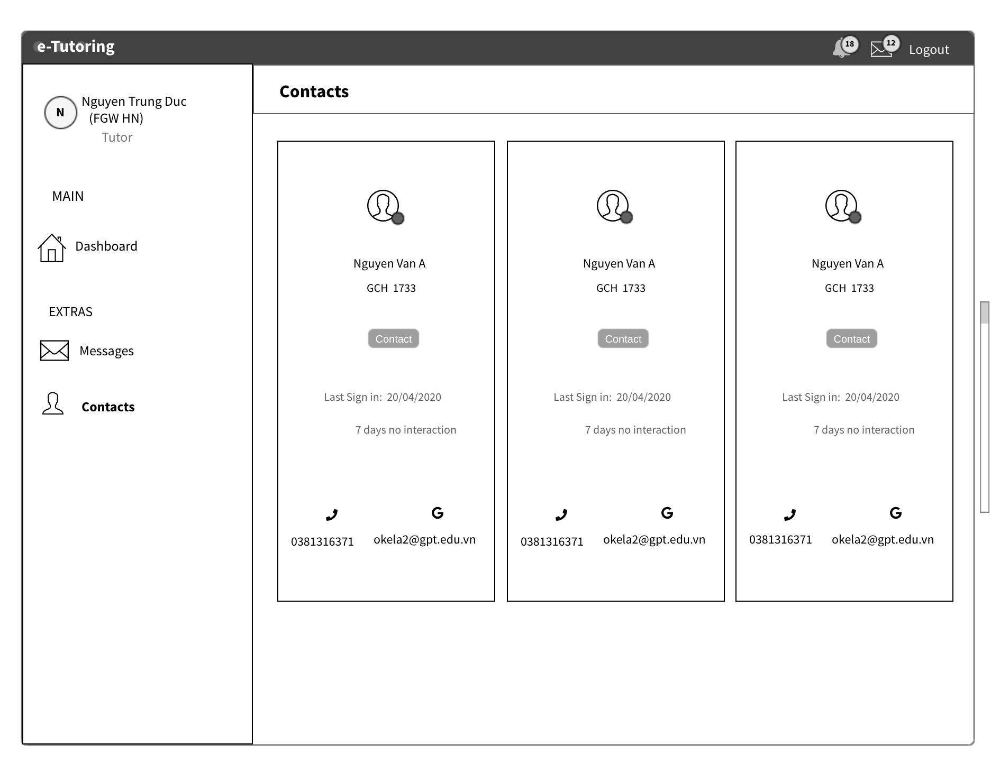 e-Tutoring
18
12
Logout
N
Nguyen Trung Duc
(FGW HN)
Tutor
MAIN
Dashboard
EXTRAS
Messages
Contacts
Contacts
Nguyen Van A
GCH 1733
Contact
Last Sign in: 20/04/2020
7 days no interaction
G
0381316371
okela2@gpt.edu.vn
Nguyen Van A
GCH 1733
Contact
Last Sign in: 20/04/2020
7 days no interaction
G
0381316371
okela2@gpt.edu.vn
Nguyen Van A
GCH 1733
Contact
Last Sign in: 20/04/2020
7 days no interaction
G
0381316371
okela2@gpt.edu.vn